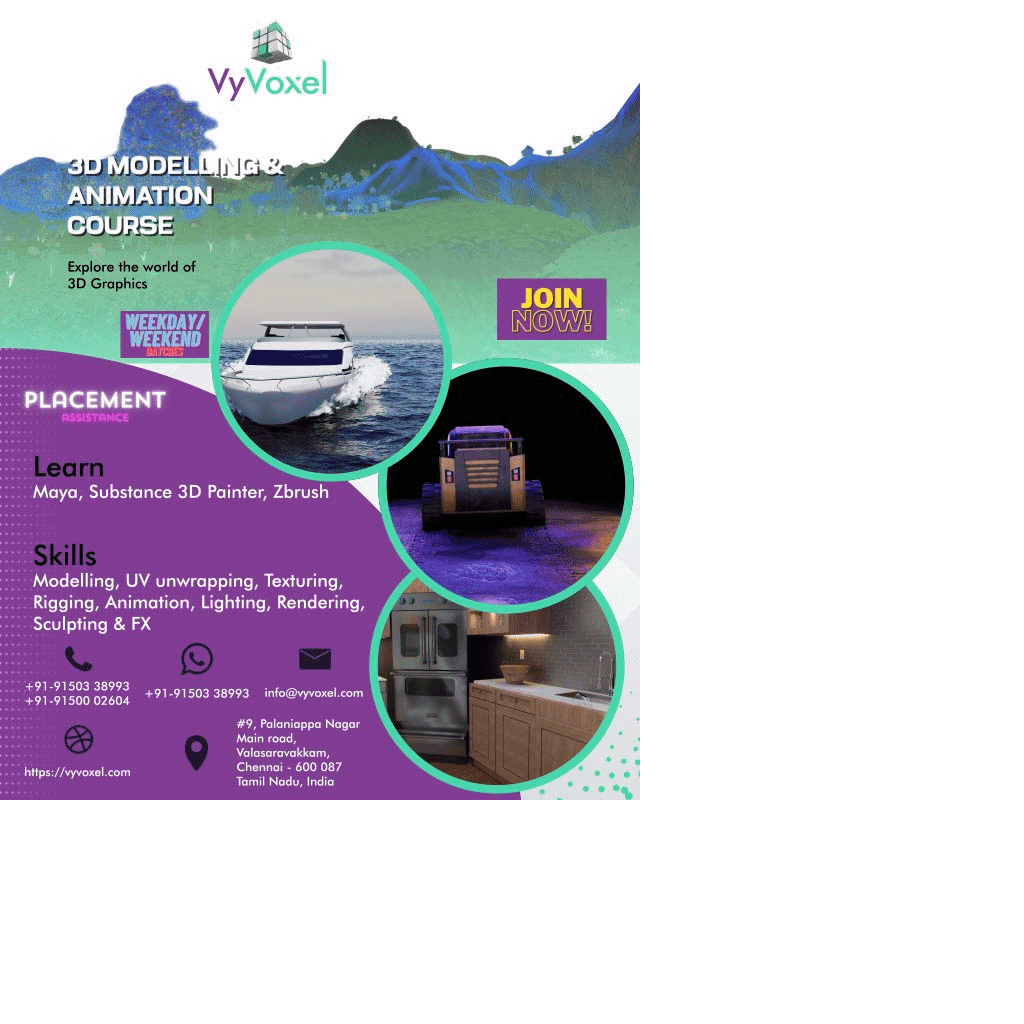 VyVoxel
3D MODELLING &
ANIMATION
COURSE
Explore the world of
3D Graphics
WEEKDAY/
WEEKEND
BATCHES
JOIN
NOW!
PLACEMENT
ASSISTANCE
Learn
Maya, Substance 3D Painter, Zbrush
Skills
Modelling, UV unwrapping, Texturing,
Rigging, Animation, Lighting, Rendering,
Sculpting & FX
+91-91503 38993
+91-91500 02604
+91-91503 38993
info@vyvoxel.com
https://vyvoxel.com
#9, Palaniappa Nagar
Main road,
Valasaravakkam,
Chennai - 600 087
Tamil Nadu, India